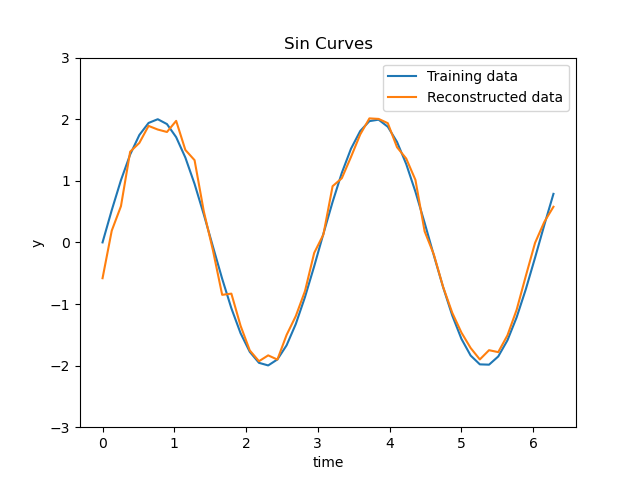 Sin Curves
Training data
Reconstructed data
3
2
1
0
−1
−2
−3
y
0 1 2 3 4 5 6
time